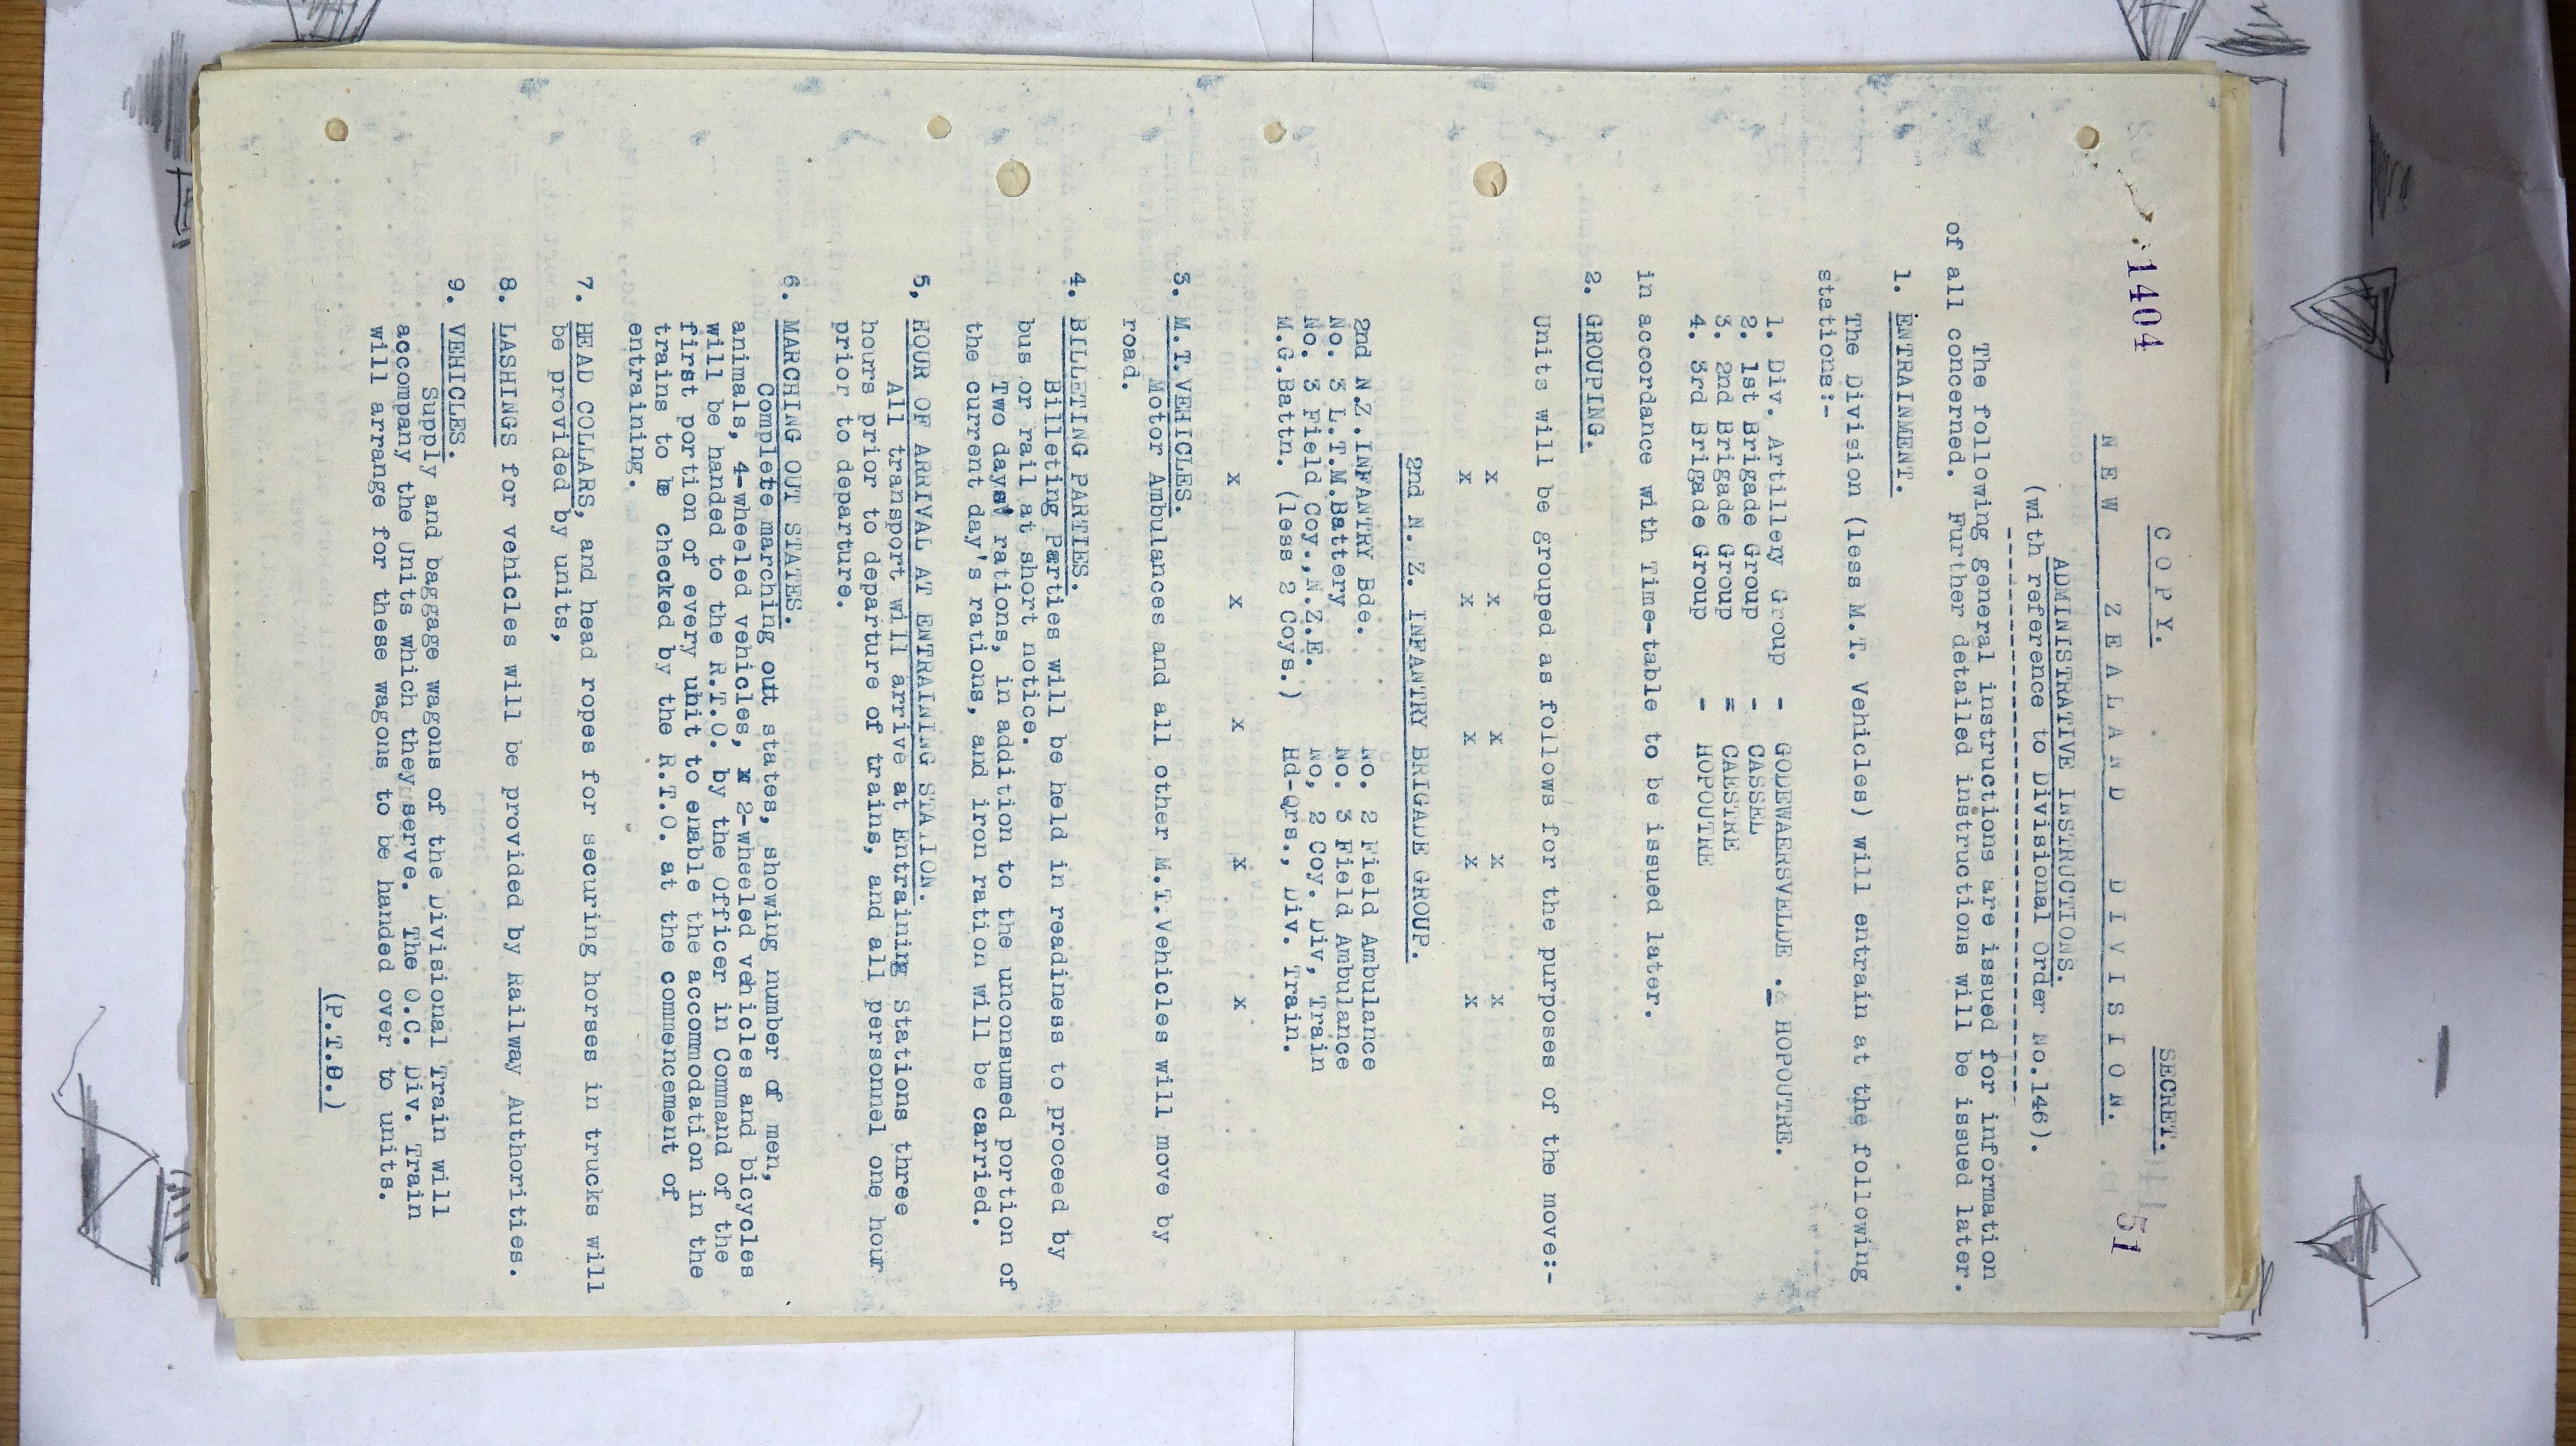 COPY.
SECRET.
1404
51
NEW ZEALAND DIVISION.
ADMINISTRATIVE INSTRUCTIONS.
(with reference to Divisional Order No.146).
The following general instructions are issued for information
of all concerned. Further detailed instructions will be issued later.
1. ENTRAINMENT.
The Division (less M.T. Vehicles) will entrain at the following
stations:-
1. Div. Artillery Group - GODEWAERSVELDE . & HOPOUTRE.
2. 1st Brigade Group - CASSEL
3. 2nd Brigade Group = CAESTRE
4. 3rd Brigade Group - HOPOUTRE
in accordance with Time-table to be issued later.
2. GROUPING.
Units will be grouped as follows for the purposes of the move:-
x x x x x
x x x x x
2nd N. Z. INFANTRY BRIGADE GROUP.
2nd N.Z.INFANTRY Bde. No. 2 Field Ambulance
No. 3 L.T.M.Battery No. 3 Field Ambulance
No. 3 Field Coy.,N.Z.E. No, 2 Coy. Div, Train
M.G.Battn. (less 2 Coys.) Hd-Qrs., Div. Train.
x x x x x
3. M.T.VEHICLES.
Motor Ambulances and all other M.T.Vehicles will move by
road.
4. BILLETING PARTIES.
Billeting Parties will be held in readiness to proceed by
bus or rail at short notice.
Two days' rations, in addition to the unconsumed portion of
the current day's rations, and iron ration will be carried.
5, HOUR OF ARRIVAL AT ENTRAINING STATION.
All transport will arrive at Entraining Stations three
hours prior to departure of trains, and all personnel one hour
prior to departure.
6. MARCHING OUT STATES.
Complete marching out states, showing number of men,
animals, 4-wheeled vehicles, x 2-wheeled vehicles and bicycles
will be handed to the R.T.O. by the Officer in Command of the
first portion of every unit to enable the accommodation in the
trains to be checked by the R.T.O. at the commencement of
entraining.
7. HEAD COLLARS, and head ropes for securing horses in trucks will
be provided by units,
8. LASHINGS for vehicles will be provided by Railway Authorities.
9. VEHICLES.
Supply and baggage wagons of the Divisional Train will
accompany the Units which they serve. The O.C. Div. Train
will arrange for these wagons to be handed over to units.
(P.T.O.)